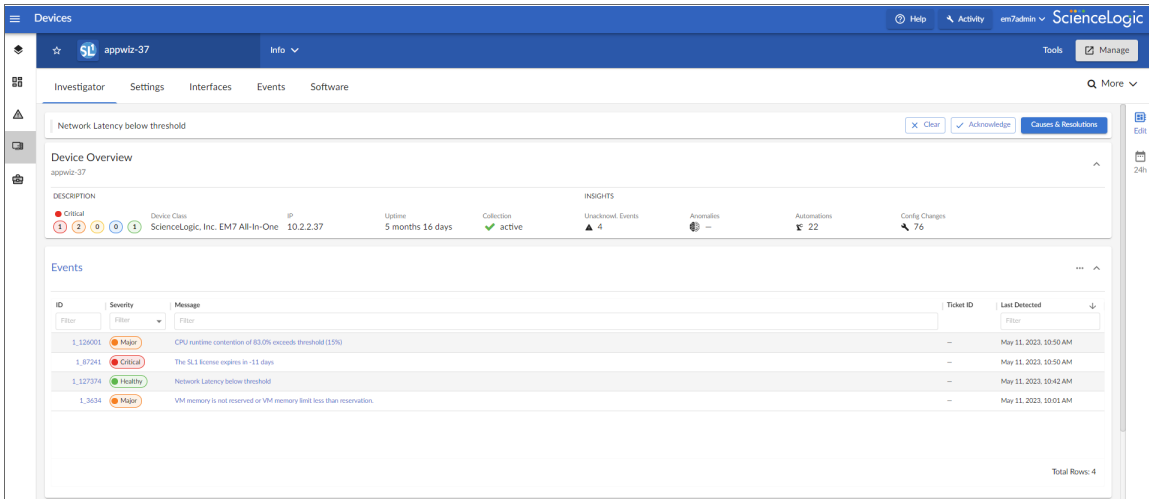 Devices
Help
Activity
em7admin
ScienceLogic
SL1
appwiz-37
Info
Tools
Manage
Investigator
Settings
Interfaces
Events
Software
More
Network Latency below threshold
Clear
Acknowledge
Causes & Resolutions
Edit
24h
Device Overview
appwiz-37
DESCRIPTION
INSIGHTS
Critical
1 2 0 0 1
Device Class
ScienceLogic, Inc. EM7 All-In-One
IP
10.2.2.37
Uptime
5 months 16 days
Collection
active
Unacknowl. Events
4
Anomalies
—
Automations
22
Config Changes
76
Events
ID Severity Message Ticket ID Last Detected
Filter Filter Filter Filter
1_126001 Major CPU runtime contention of 83.0% exceeds threshold (15%) — May 11, 2023, 10:50 AM
1_87241 Critical The SL1 license expires in -11 days — May 11, 2023, 10:50 AM
1_127374 Healthy Network Latency below threshold — May 11, 2023, 10:42 AM
1_3634 Major VM memory is not reserved or VM memory limit less than reservation. — May 11, 2023, 10:01 AM
Total Rows: 4